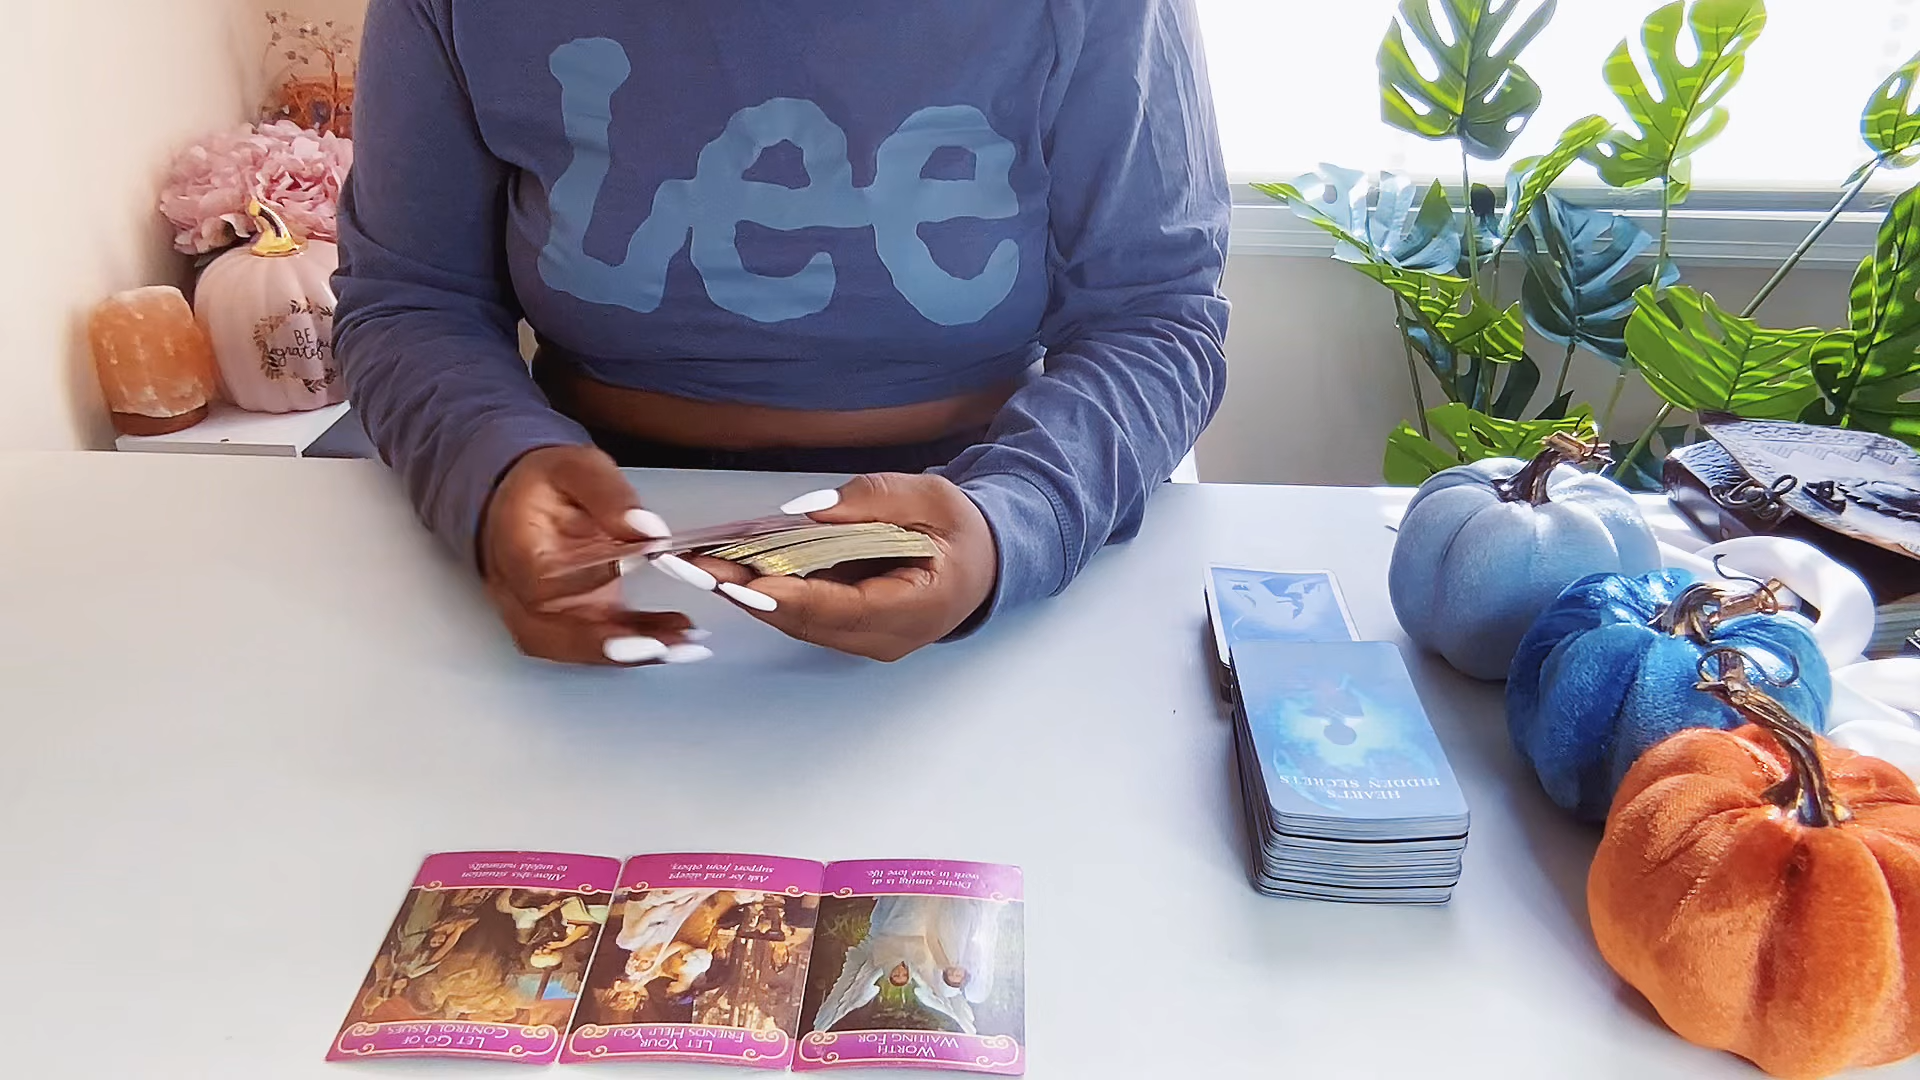 Lee
BE
HEART'S
HIDDEN SECRETS
Allow this situation
to unfold naturally.
LET GO OF
CONTROL ISSUES
Ask for and accept
support from others.
LET YOUR
FRIENDS HELP YOU
Divine timing is at
work in your love life.
WORTH
WAITING FOR